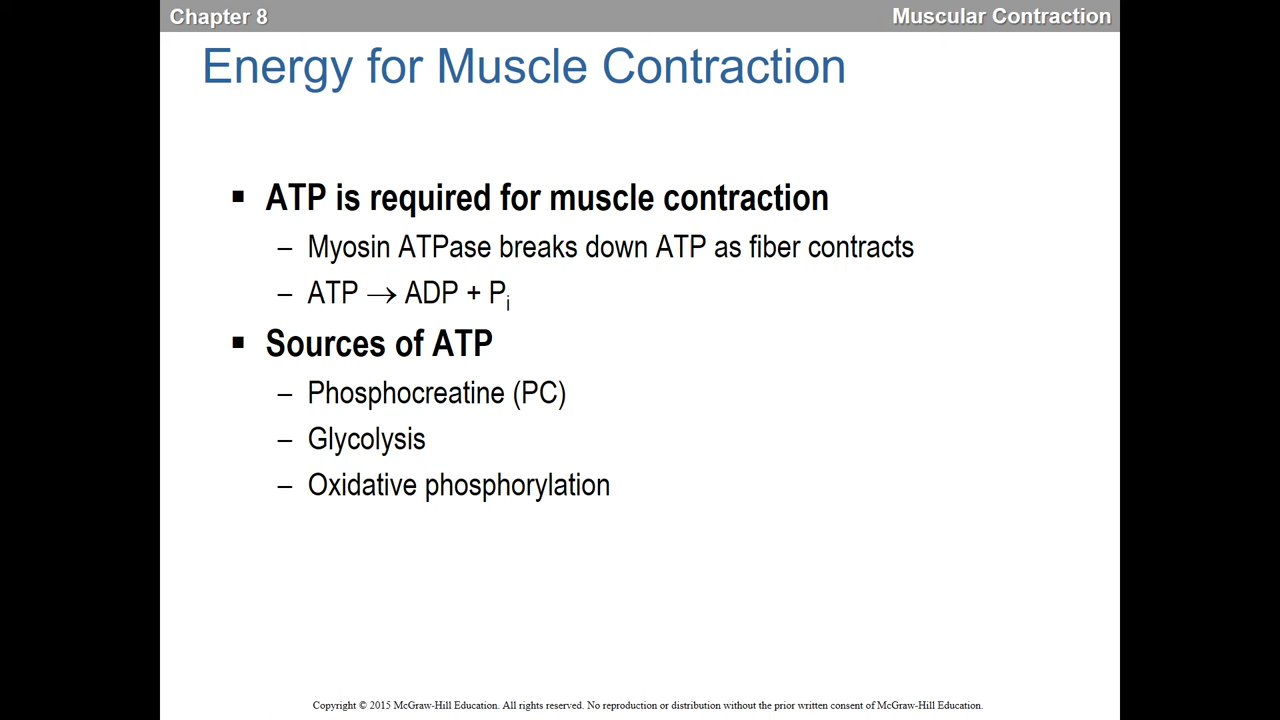 Chapter 8
Muscular Contraction
Energy for Muscle Contraction
▪ ATP is required for muscle contraction
– Myosin ATPase breaks down ATP as fiber contracts
– ATP → ADP + Pᵢ
▪ Sources of ATP
– Phosphocreatine (PC)
– Glycolysis
– Oxidative phosphorylation
Copyright © 2015 McGraw-Hill Education. All rights reserved. No reproduction or distribution without the prior written consent of McGraw-Hill Education.